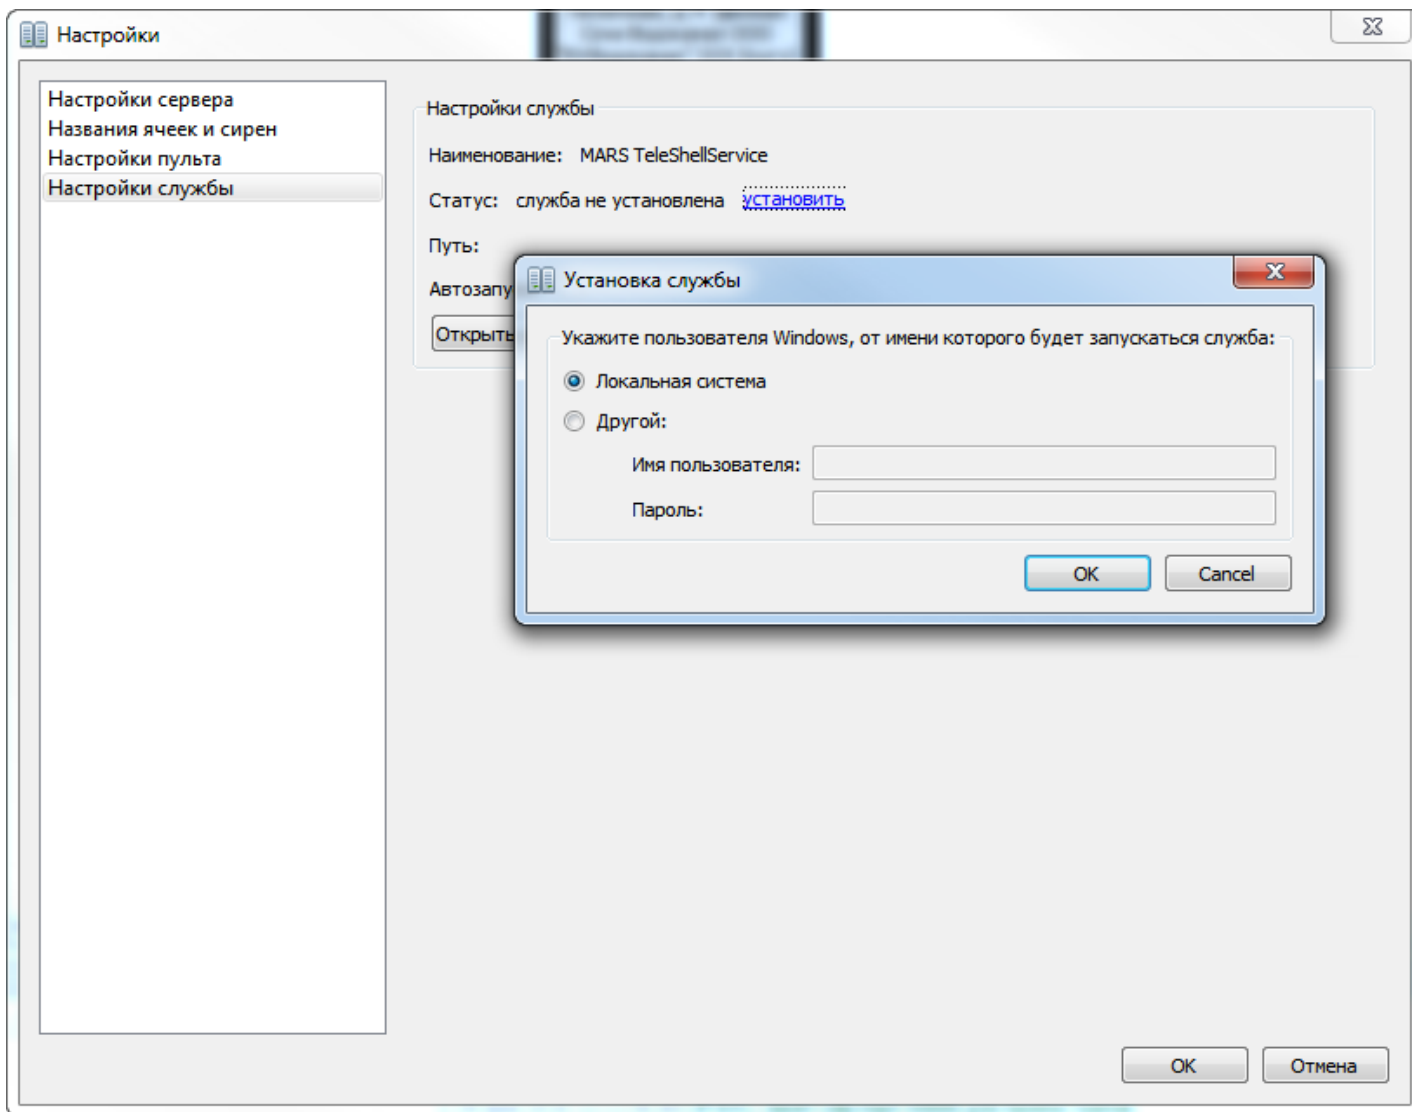 Настройки
Настройки сервера
Названия ячеек и сирен
Настройки пульта
Настройки службы
Настройки службы
Наименование: MARS TeleShellService
Статус: служба не установлена установить
Путь:
Автозапу
Открыть
Установка службы
Укажите пользователя Windows, от имени которого будет запускаться служба:
Локальная система
Другой:
Имя пользователя:
Пароль:
OK Cancel
OK Отмена